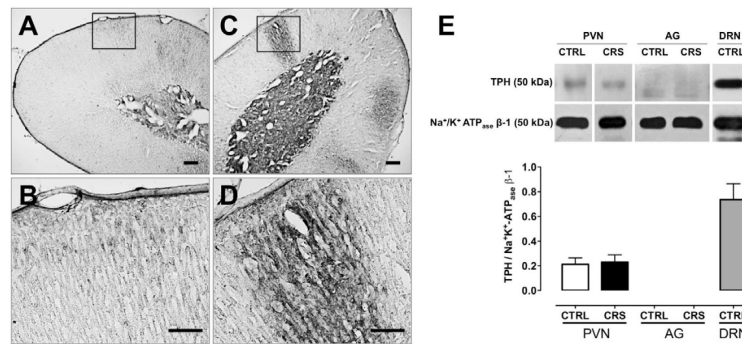 A
C
B
D
E
PVN AG DRN
CTRL CRS CTRL CRS CTRL
TPH (50 kDa)
Na⁺/K⁺ ATPase β-1 (50 kDa)
TPH / Na⁺K⁺-ATPase β-1
1.0
0.8
0.6
0.4
0.2
0.0
CTRL CRS CTRL CRS CTRL
PVN AG DRN